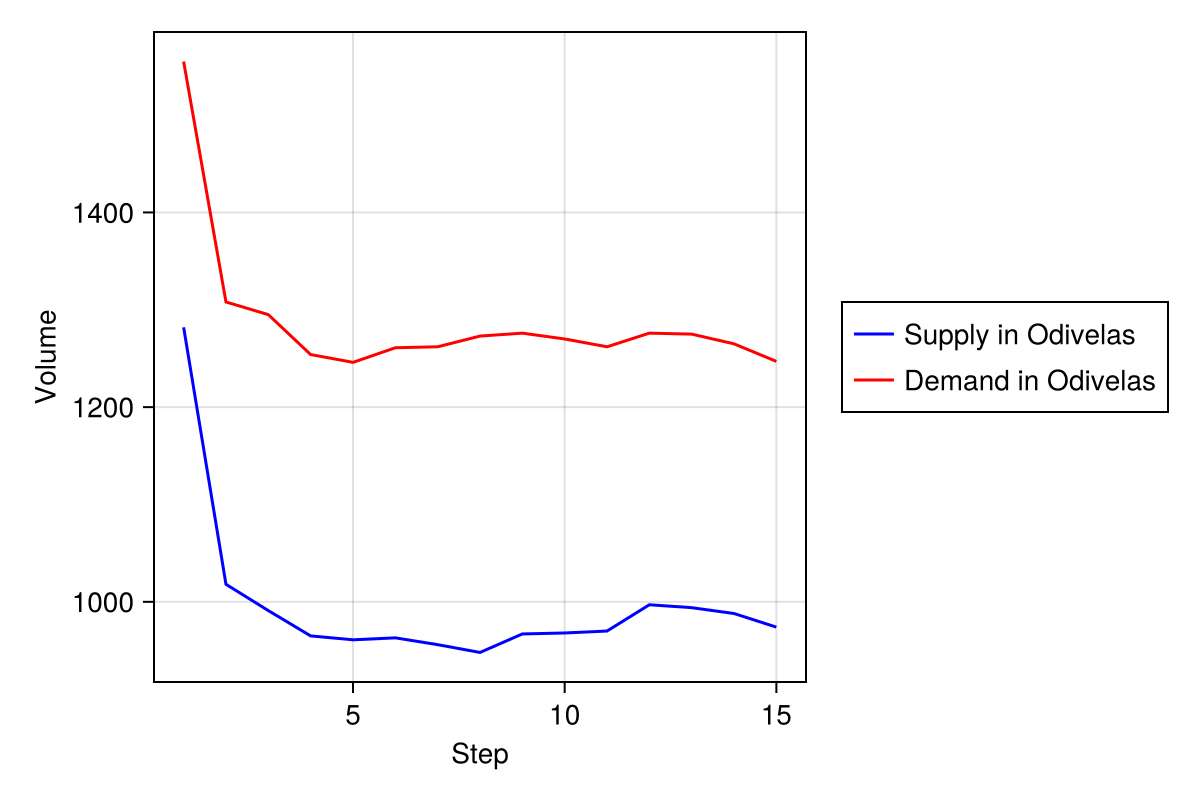 1400
1200
1000
Volume
5 10 15
Step
Supply in Odivelas
Demand in Odivelas